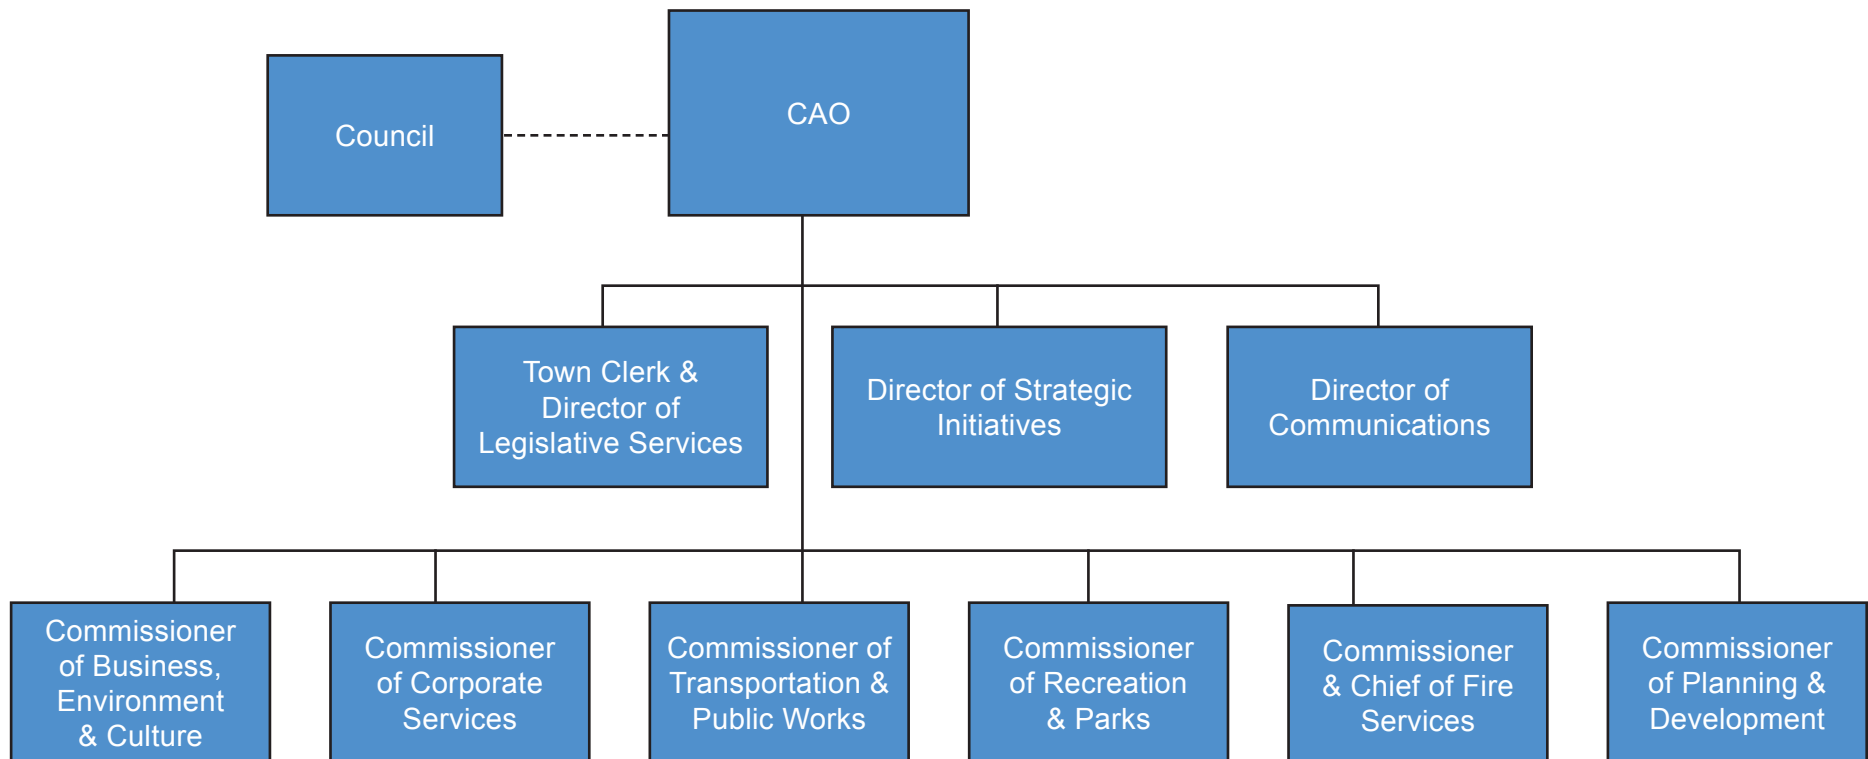 Council
CAO
Town Clerk &
Director of
Legislative Services
Director of Strategic
Initiatives
Director of
Communications
Commissioner
of Business,
Environment
& Culture
Commissioner
of Corporate
Services
Commissioner of
Transportation &
Public Works
Commissioner
of Recreation
& Parks
Commissioner
& Chief of Fire
Services
Commissioner
of Planning &
Development